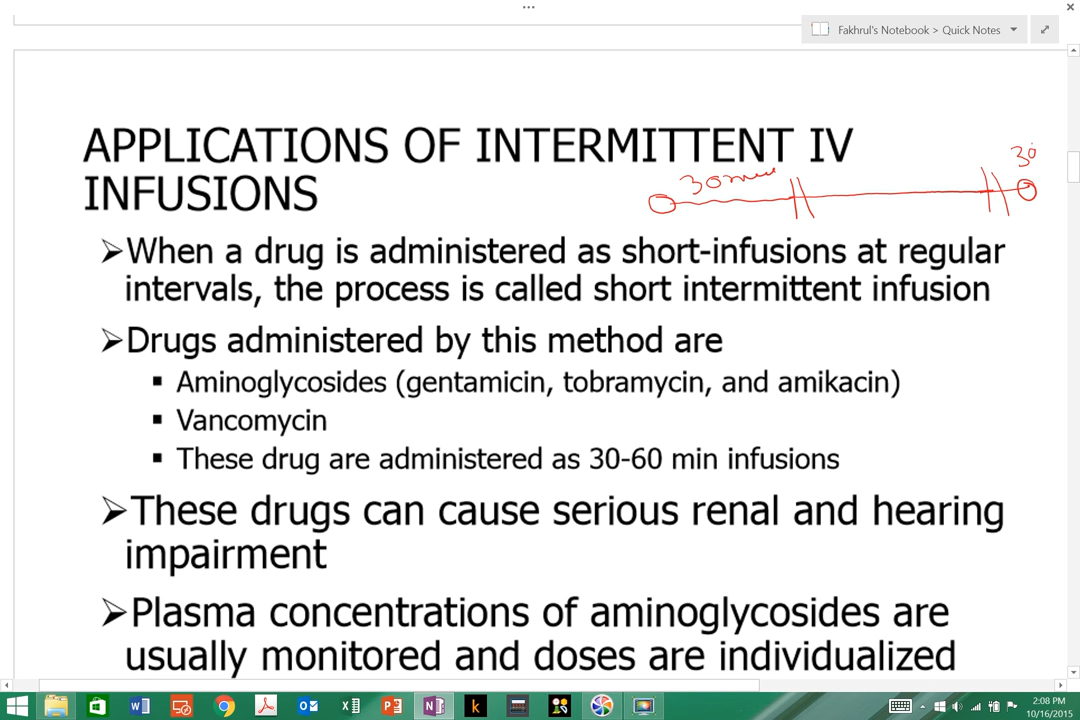 Fakhrul's Notebook > Quick Notes
APPLICATIONS OF INTERMITTENT IV
INFUSIONS
30 min
30
When a drug is administered as short-infusions at regular
intervals, the process is called short intermittent infusion
Drugs administered by this method are
Aminoglycosides (gentamicin, tobramycin, and amikacin)
Vancomycin
These drug are administered as 30-60 min infusions
These drugs can cause serious renal and hearing
impairment
Plasma concentrations of aminoglycosides are
usually monitored and doses are individualized
2:08 PM
10/16/2015